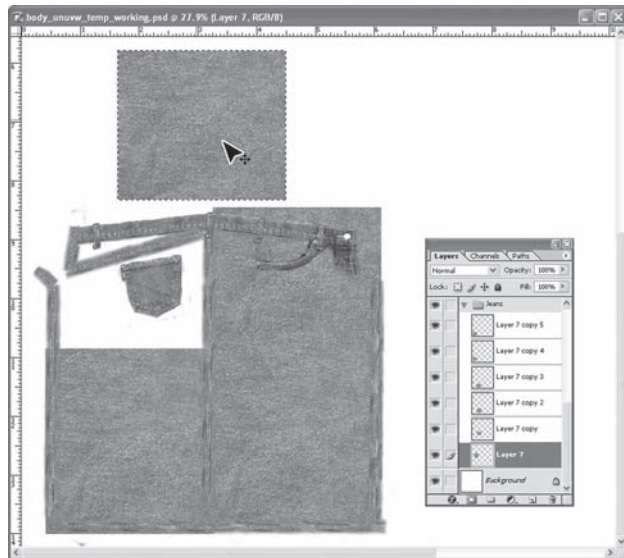 body_unuvw_temp_working.psd @ 27.9% (Layer 7, RGB/8)
Layers Channels Paths
Normal Opacity: 100%
Lock: Fill: 100%
Jeans
Layer 7 copy 5
Layer 7 copy 4
Layer 7 copy 3
Layer 7 copy 2
Layer 7 copy
Layer 7
Background